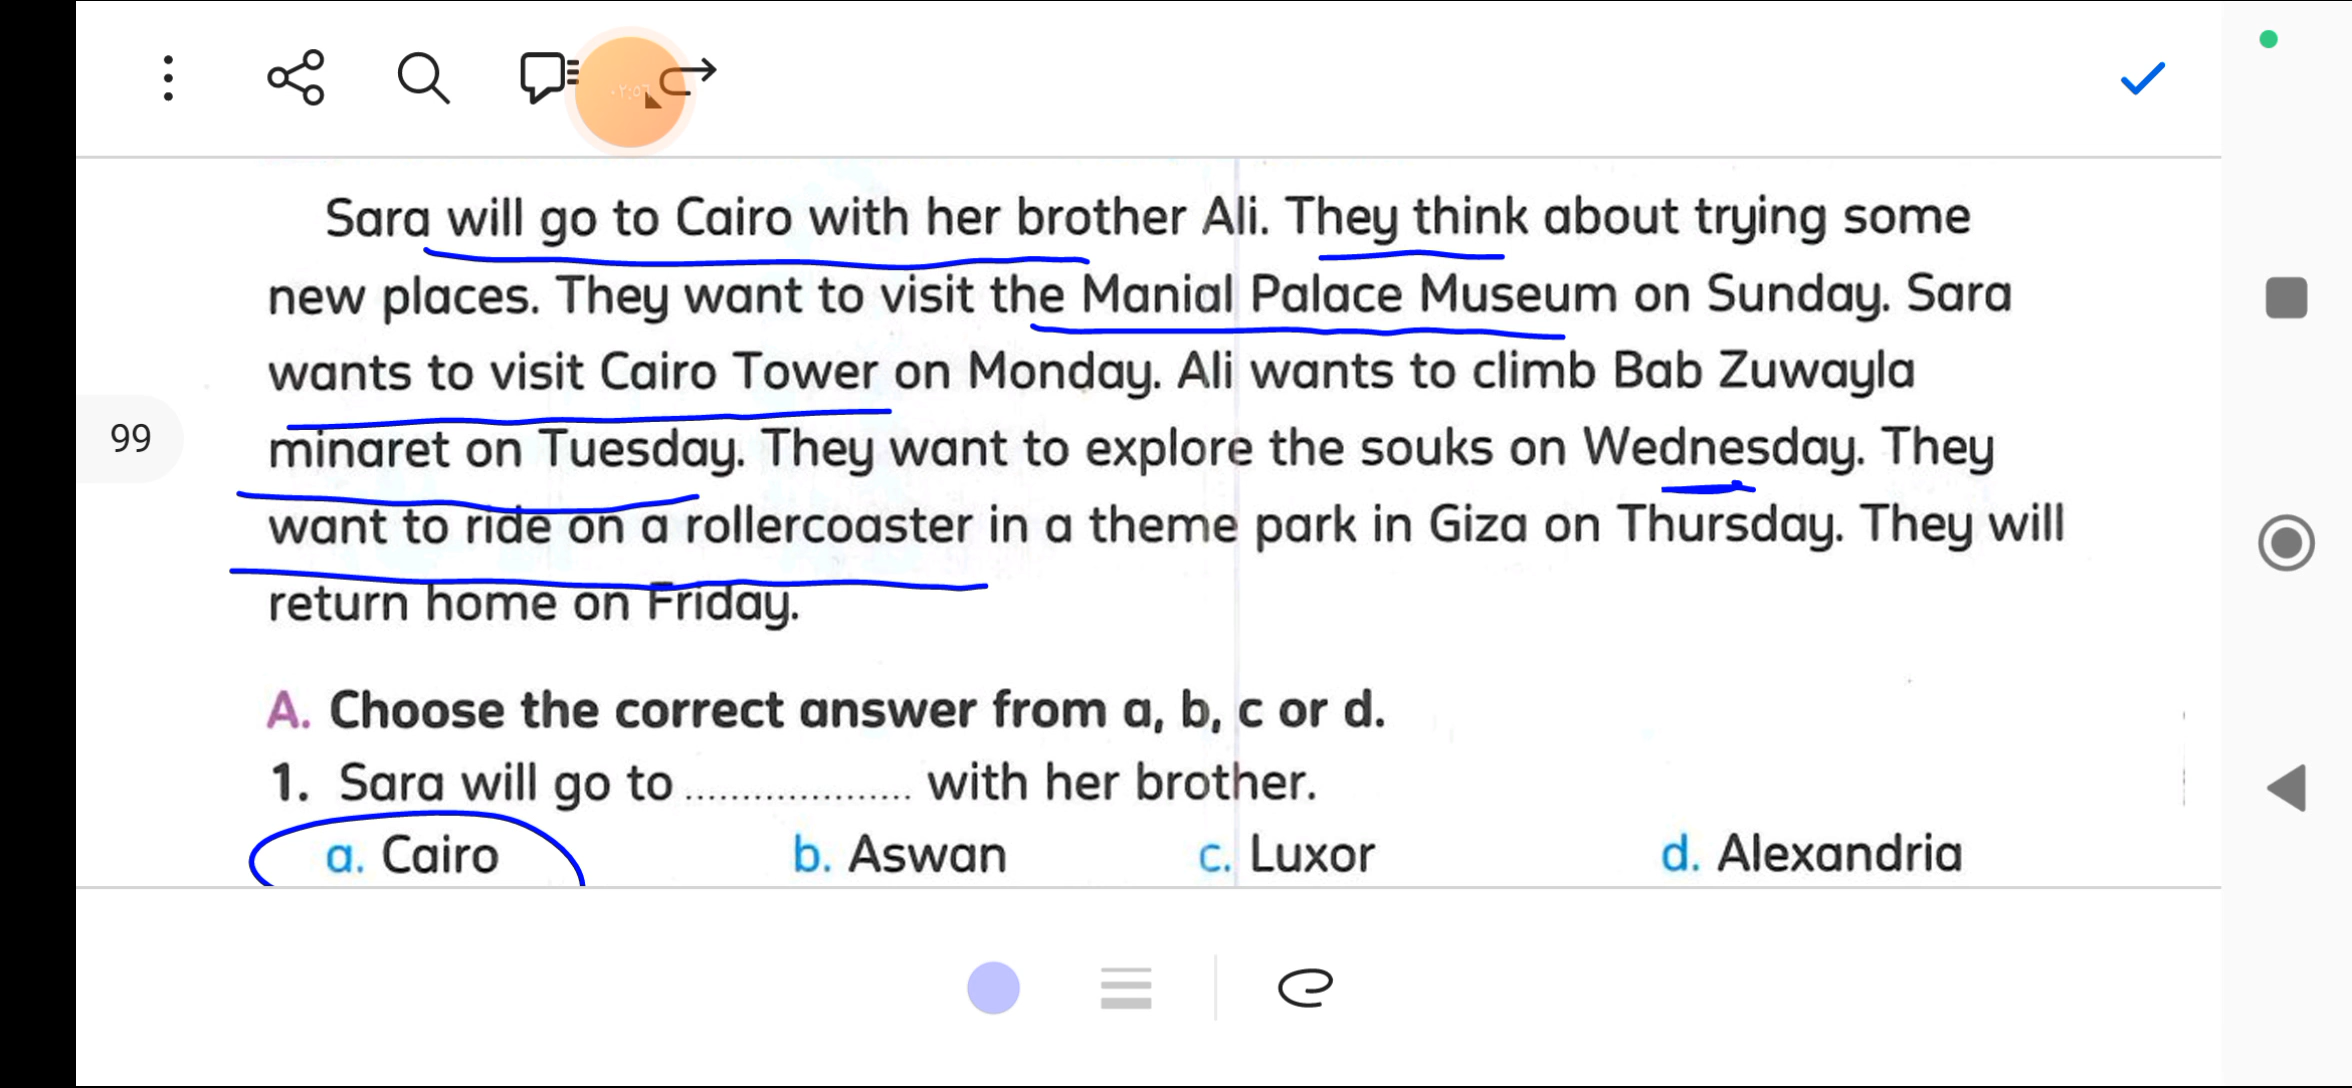 ٠٢:٥٦
Sara will go to Cairo with her brother Ali. They think about trying some
new places. They want to visit the Manial Palace Museum on Sunday. Sara
wants to visit Cairo Tower on Monday. Ali wants to climb Bab Zuwayla
99
minaret on Tuesday. They want to explore the souks on Wednesday. They
want to ride on a rollercoaster in a theme park in Giza on Thursday. They will
return home on Friday.
A. Choose the correct answer from a, b, c or d.
1. Sara will go to ................... with her brother.
a. Cairo b. Aswan c. Luxor d. Alexandria